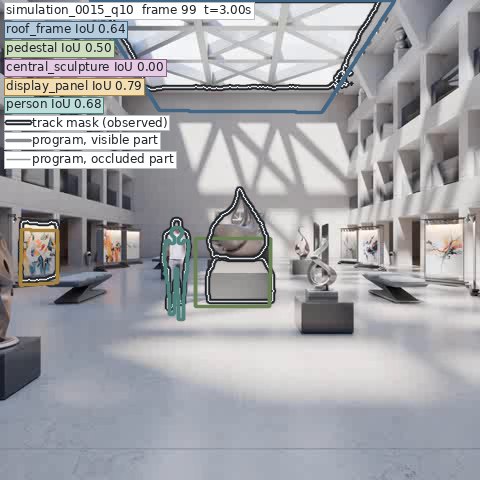 simulation_0015_q10 frame 99 t=3.00s
roof_frame IoU 0.64
pedestal IoU 0.50
central_sculpture IoU 0.00
display_panel IoU 0.79
person IoU 0.68
track mask (observed)
program, visible part
program, occluded part